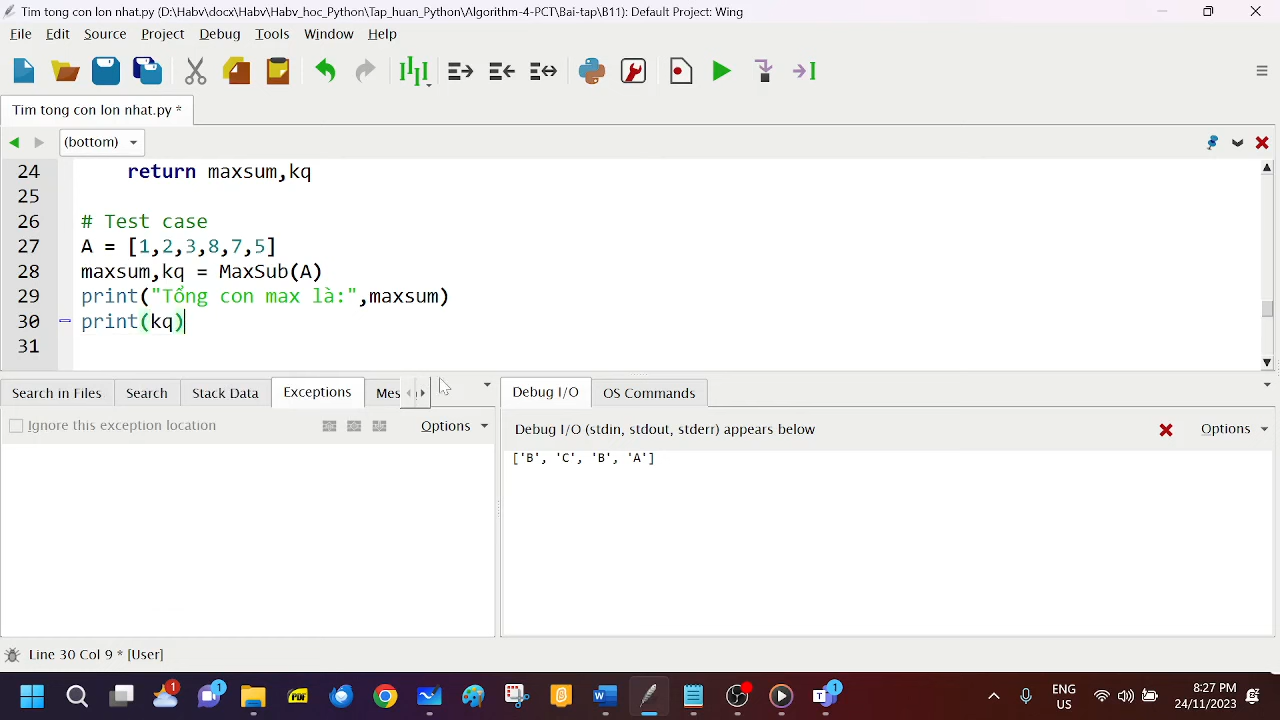 Tim tong con lon nhat.py (D:\Habv\docx\Habv\Habv_hoc_Python\Tap_huan_Python\Algorithm-4-PCT\Bai-tap\B11): Default Project: Wing
File Edit Source Project Debug Tools Window Help
Tim tong con lon nhat.py *
(bottom)
24 return maxsum,kq
25
26 # Test case
27 A = [1,2,3,8,7,5]
28 maxsum,kq = MaxSub(A)
29 print("Tổng con max là:",maxsum)
30 print(kq)
31
Search in Files Search Stack Data Exceptions Mes
Ignore this exception location Options
Debug I/O OS Commands
Debug I/O (stdin, stdout, stderr) appears below Options
['B', 'C', 'B', 'A']
Line 30 Col 9 * [User]
1 1 PDF 1
ENG
US
8:27 PM
24/11/2023